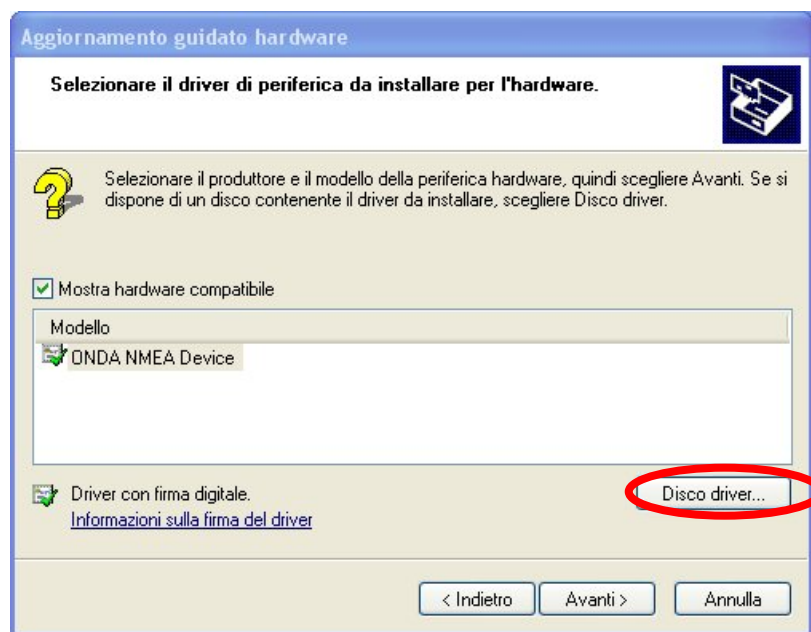 Aggiornamento guidato hardware
Selezionare il driver di periferica da installare per l'hardware.
Selezionare il produttore e il modello della periferica hardware, quindi scegliere Avanti. Se si
dispone di un disco contenente il driver da installare, scegliere Disco driver.
Mostra hardware compatibile
Modello
ONDA NMEA Device
Driver con firma digitale.
Disco driver...
Informazioni sulla firma del driver
< Indietro
Avanti >
Annulla